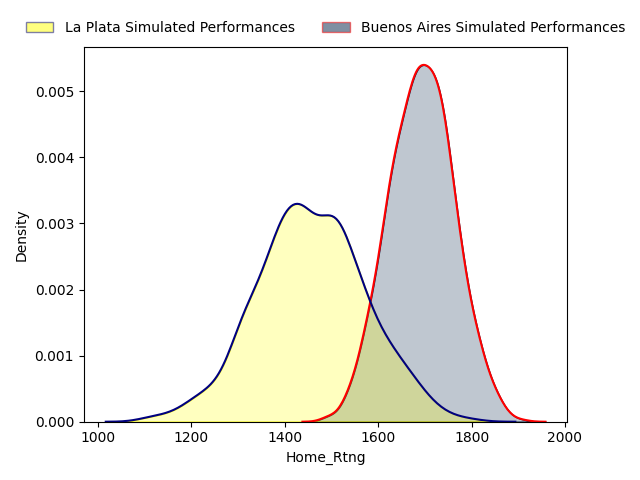 La Plata Simulated Performances
Buenos Aires Simulated Performances
0.005
0.004
0.003
0.002
0.001
0.000
Density
1000 1200 1400 1600 1800 2000
Home_Rtng